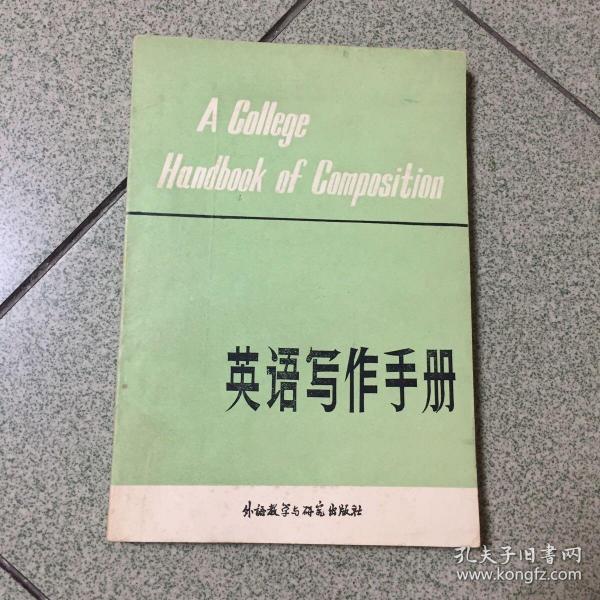 A College
Handbook of Composition
英语写作手册
外语教学与研究出版社
孔夫子旧书网
www.kongfz.com